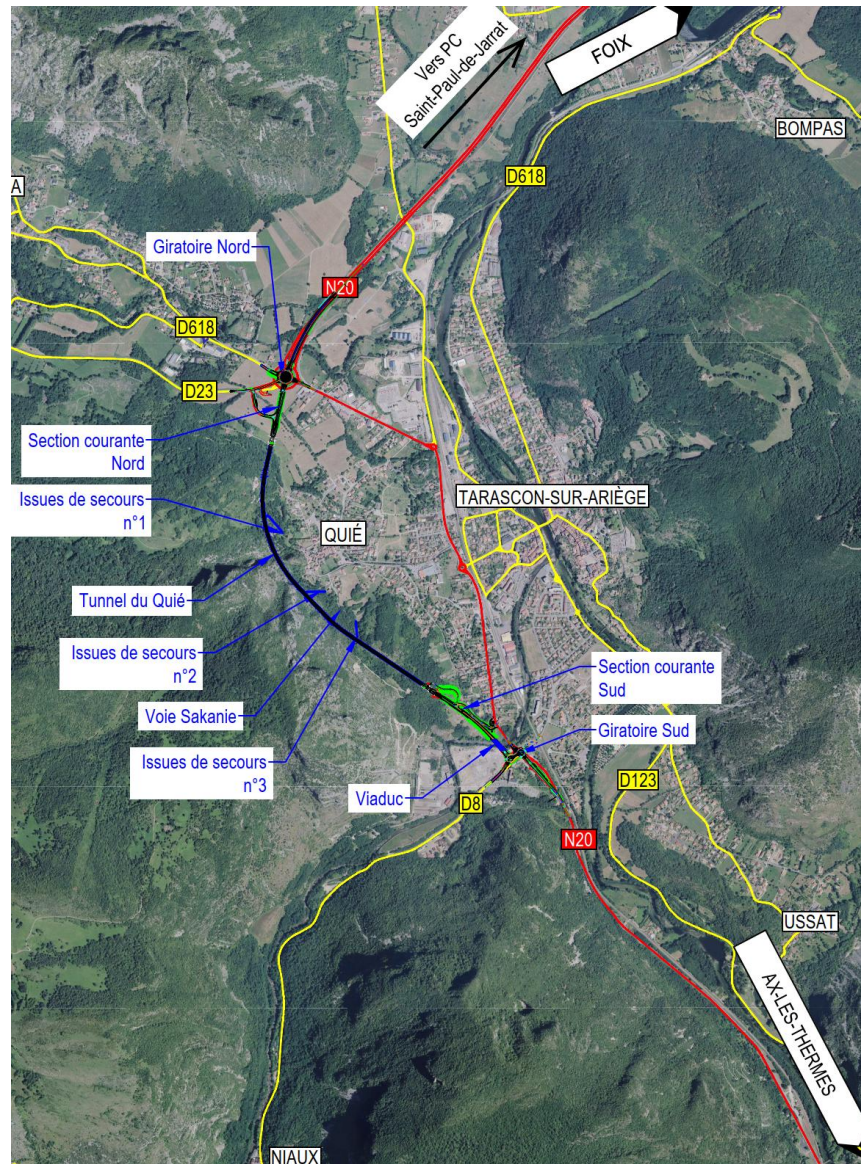 Vers PC
Saint-Paul-de-Jarrat
FOIX
BOMPAS
D618
A
Giratoire Nord
N20
D618
D23
Section courante
Nord
Issues de secours
n°1
TARASCON-SUR-ARIÈGE
QUIÉ
Tunnel du Quié
Issues de secours
n°2
Section courante
Sud
Voie Sakanie
Giratoire Sud
Issues de secours
n°3
Viaduc
D8
D123
N20
USSAT
AX-LES-THERMES
NIAUX